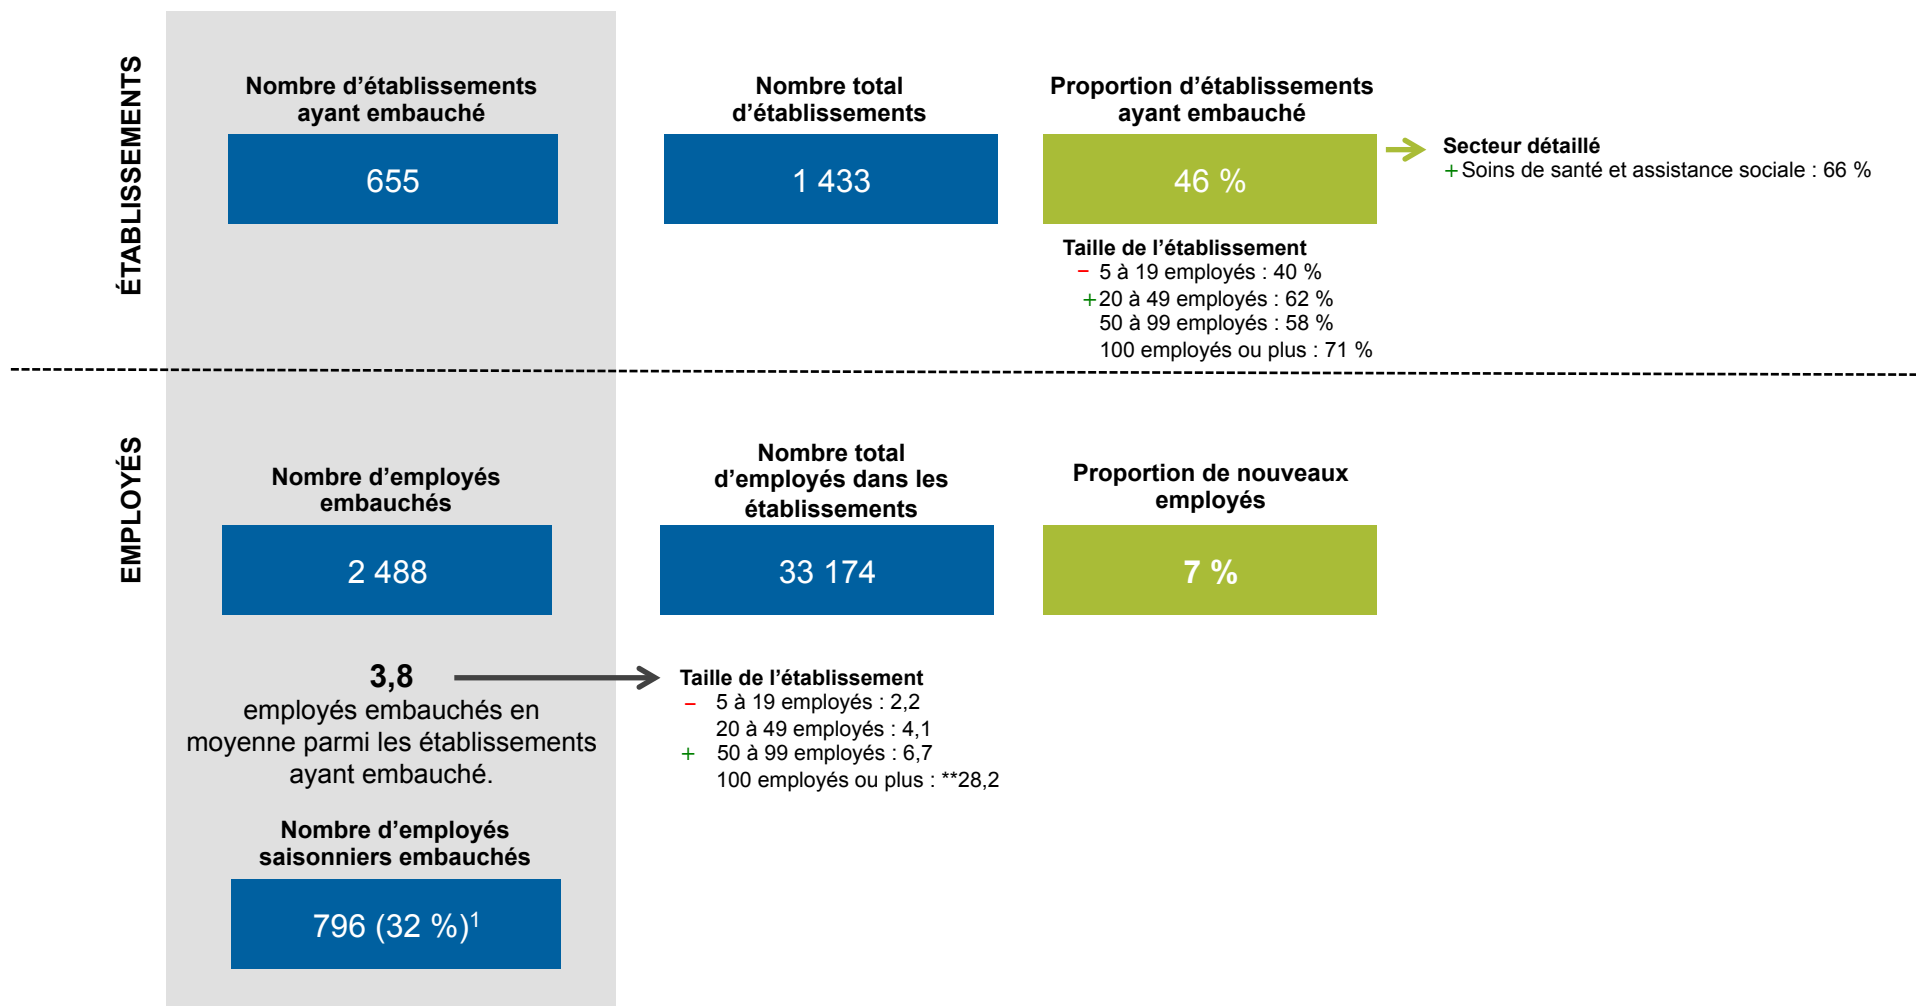 ÉTABLISSEMENTS
Nombre d’établissements
ayant embauché
655
Nombre total
d’établissements
1 433
Proportion d’établissements
ayant embauché
46 %
Secteur détaillé
+ Soins de santé et assistance sociale : 66 %
Taille de l’établissement
− 5 à 19 employés : 40 %
+ 20 à 49 employés : 62 %
50 à 99 employés : 58 %
100 employés ou plus : 71 %
EMPLOYÉS
Nombre d’employés
embauchés
2 488
Nombre total
d’employés dans les
établissements
33 174
Proportion de nouveaux
employés
7 %
3,8
employés embauchés en
moyenne parmi les établissements
ayant embauché.
Taille de l’établissement
− 5 à 19 employés : 2,2
20 à 49 employés : 4,1
+ 50 à 99 employés : 6,7
100 employés ou plus : **28,2
Nombre d’employés
saisonniers embauchés
796 (32 %)¹